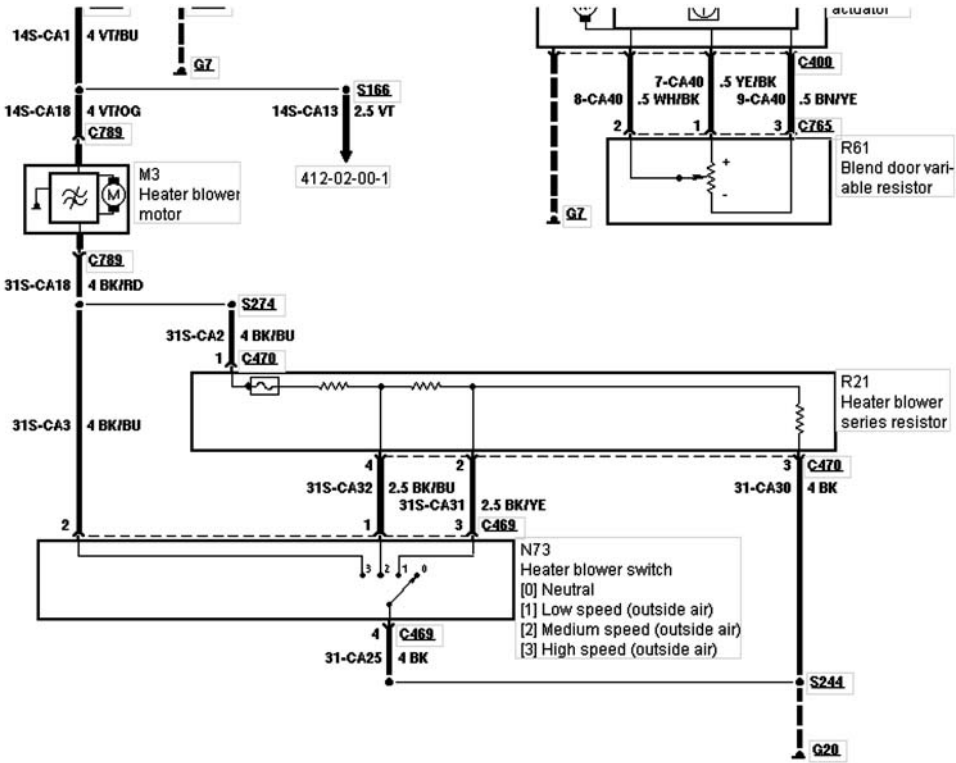 actuator
14S-CA1 4 VT/BU
G7
C400
7-CA40 .5 YE/BK
8-CA40 .5 WH/BK 9-CA40 .5 BN/YE
S166
14S-CA18 4 VT/OG
14S-CA13 2.5 VT
C789
2 1 3 C765
412-02-00-1
M3
Heater blower
motor
M
R61
Blend door vari-
able resistor
+
-
G7
C789
31S-CA18 4 BK/RD
S274
31S-CA2 4 BK/BU
1 C470
R21
Heater blower
series resistor
31S-CA3 4 BK/BU
4 2 3 C470
31S-CA32 2.5 BK/BU
31-CA30 4 BK
31S-CA31 2.5 BK/YE
2 1 3 C469
N73
Heater blower switch
[0] Neutral
[1] Low speed (outside air)
[2] Medium speed (outside air)
[3] High speed (outside air)
3 2 1 0
4 C469
31-CA25 4 BK
S244
G20